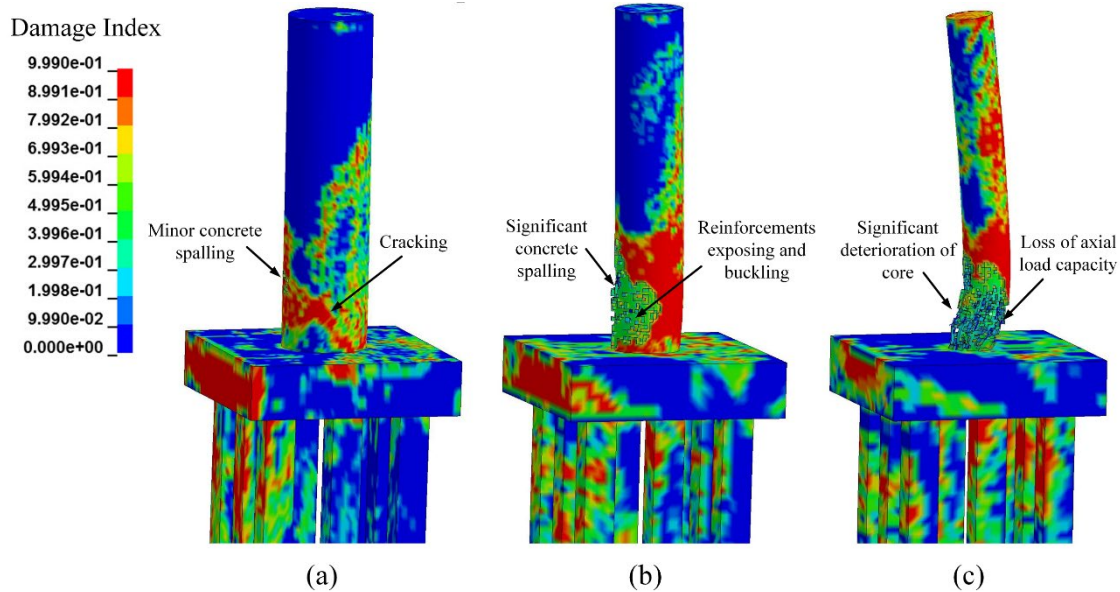 Damage Index
9.990e-01
8.991e-01
7.992e-01
6.993e-01
5.994e-01
4.995e-01
3.996e-01
2.997e-01
1.998e-01
9.990e-02
0.000e+00
Minor concrete
spalling
Cracking
Significant
concrete
spalling
Reinforcements
exposing and
buckling
Significant
deterioration of
core
Loss of axial
load capacity
(a)
(b)
(c)